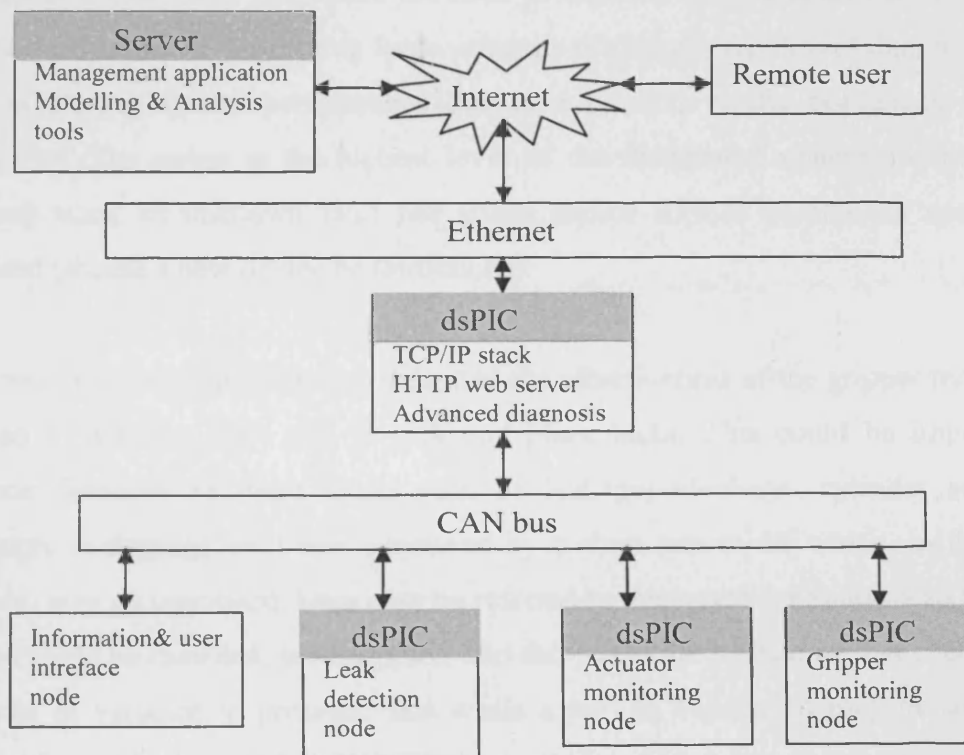 Server
Management application
Modelling & Analysis
tools
Internet
Remote user
Ethernet
dsPIC
TCP/IP stack
HTTP web server
Advanced diagnosis
CAN bus
Information& user
intreface
node
dsPIC
Leak
detection
node
dsPIC
Actuator
monitoring
node
dsPIC
Gripper
monitoring
node